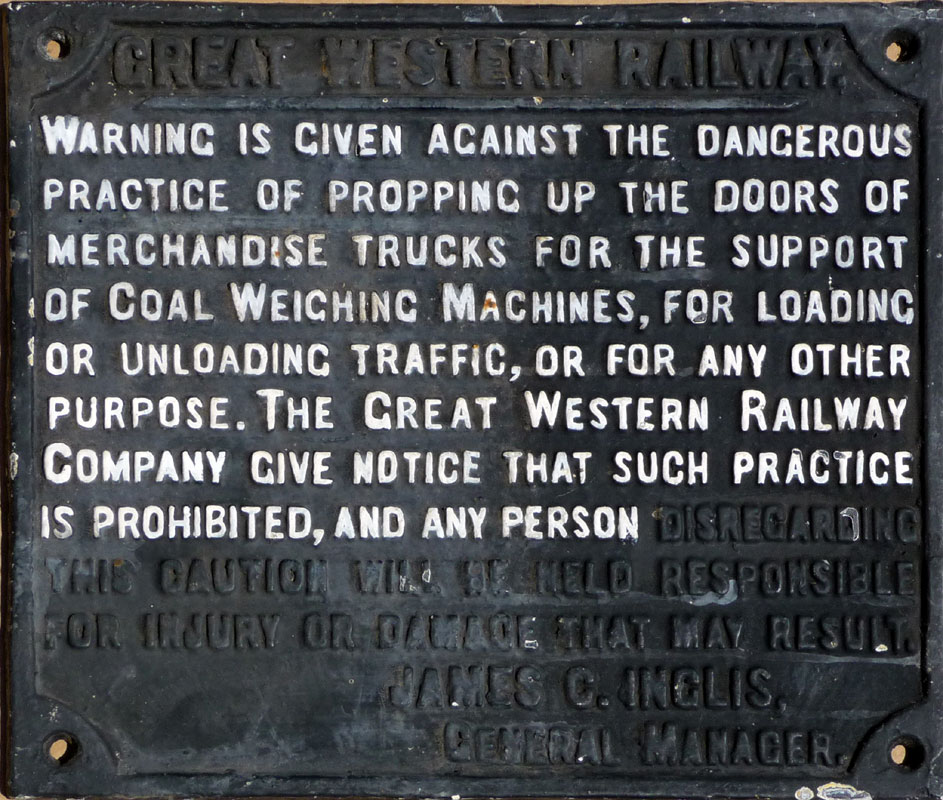 GREAT WESTERN RAILWAY.
WARNING IS GIVEN AGAINST THE DANGEROUS
PRACTICE OF PROPPING UP THE DOORS OF
MERCHANDISE TRUCKS FOR THE SUPPORT
OF COAL WEIGHING MACHINES, FOR LOADING
OR UNLOADING TRAFFIC, OR FOR ANY OTHER
PURPOSE. THE GREAT WESTERN RAILWAY
COMPANY GIVE NOTICE THAT SUCH PRACTICE
IS PROHIBITED, AND ANY PERSON DISREGARDING
THIS CAUTION WILL BE HELD RESPONSIBLE
FOR INJURY OR DAMAGE THAT MAY RESULT.
JAMES C. INGLIS,
GENERAL MANAGER.